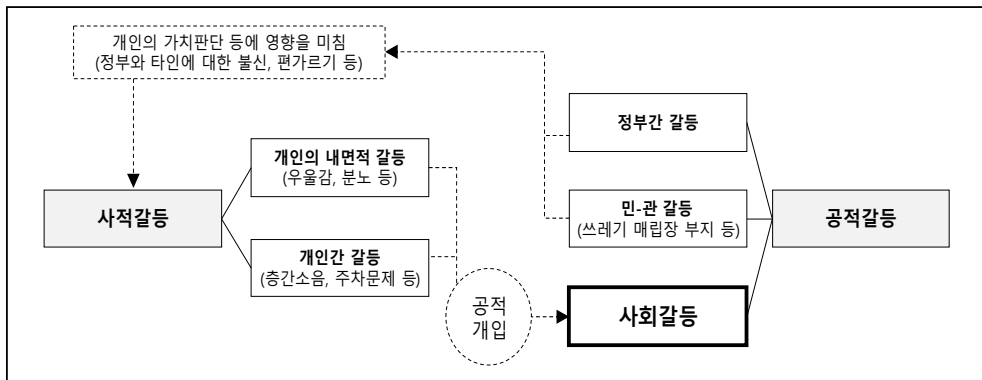 개인의 가치판단 등에 영향을 미침
(정부와 타인에 대한 불신, 편가르기 등)
정부간 갈등
개인의 내면적 갈등
(우울감, 분노 등)
사적갈등
민-관 갈등
(쓰레기 매립장 부지 등)
공적갈등
개인간 갈등
(층간소음, 주차문제 등)
공적
개입
사회갈등